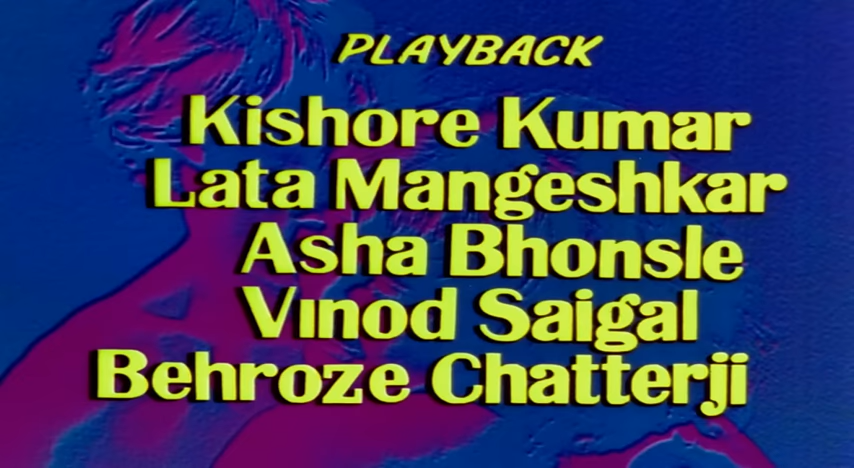 PLAYBACK
Kishore Kumar
Lata Mangeshkar
Asha Bhonsle
Vinod Saigal
Behroze Chatterji